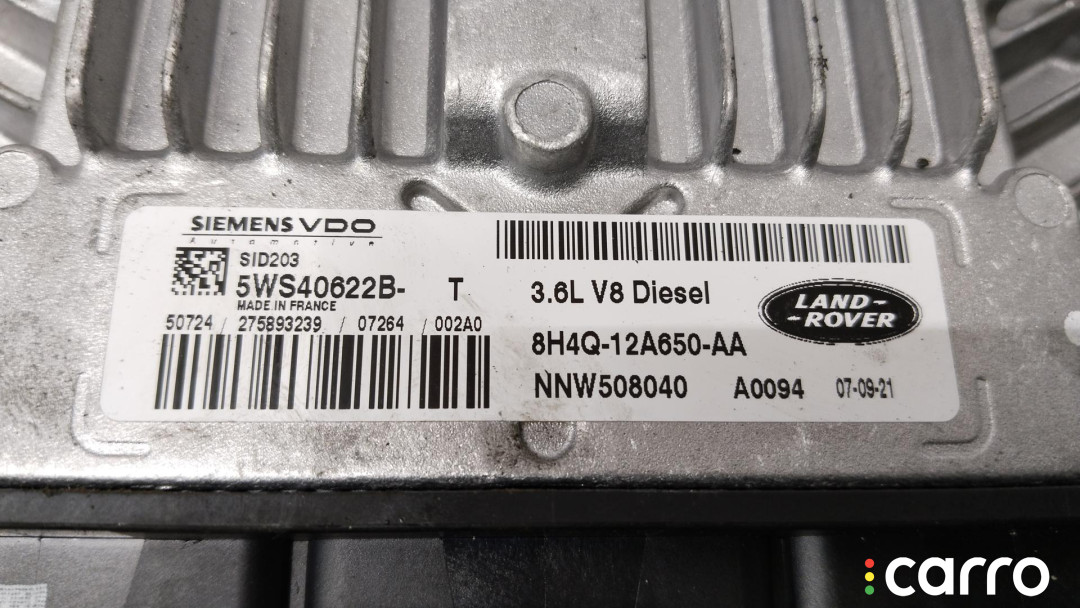 SIEMENS VDO
Automotive
SID203
5WS40622B- T
MADE IN FRANCE
50724 / 275893239 / 07264 / 002A0
3.6L V8 Diesel
LAND-
-ROVER
8H4Q-12A650-AA
NNW508040 A0094 07-09-21
carro